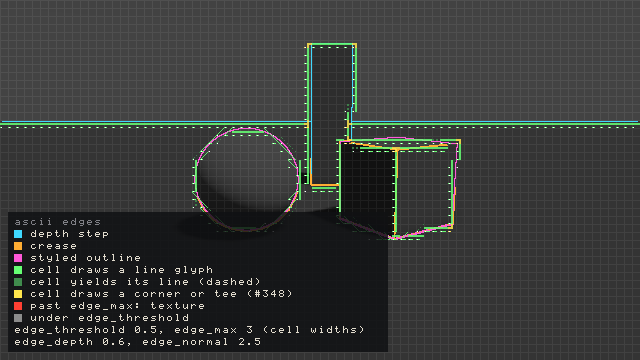 ascii edges
depth step
crease
styled outline
cell draws a line glyph
cell yields its line (dashed)
cell draws a corner or tee (#348)
past edge_max: texture
under edge_threshold
edge_threshold 0.5, edge_max 3 (cell widths)
edge_depth 0.6, edge_normal 2.5